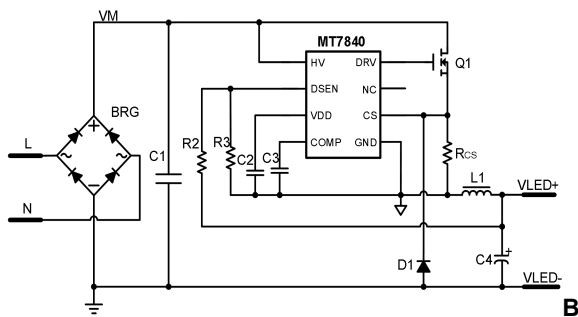 VM
MT7840
HV
DRV
Q1
DSEN
NC
BRG
VDD
CS
L
R2
R3
C2
C3
COMP
GND
RCS
C1
L1
VLED+
N
D1
C4
+
VLED-
B